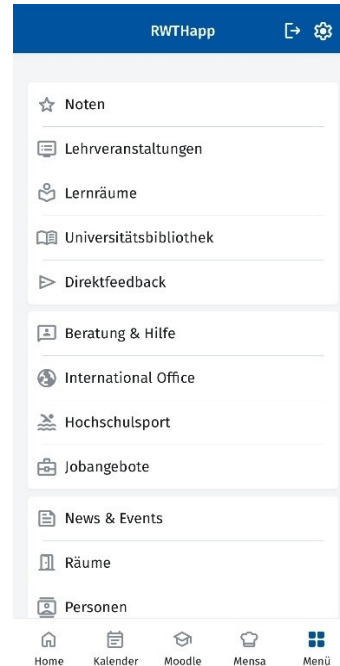 RWTHapp
Noten
Lehrveranstaltungen
Lernräume
Universitätsbibliothek
Direktfeedback
Beratung & Hilfe
International Office
Hochschulsport
Jobangebote
News & Events
Räume
Personen
Home Kalender Moodle Mensa Menü